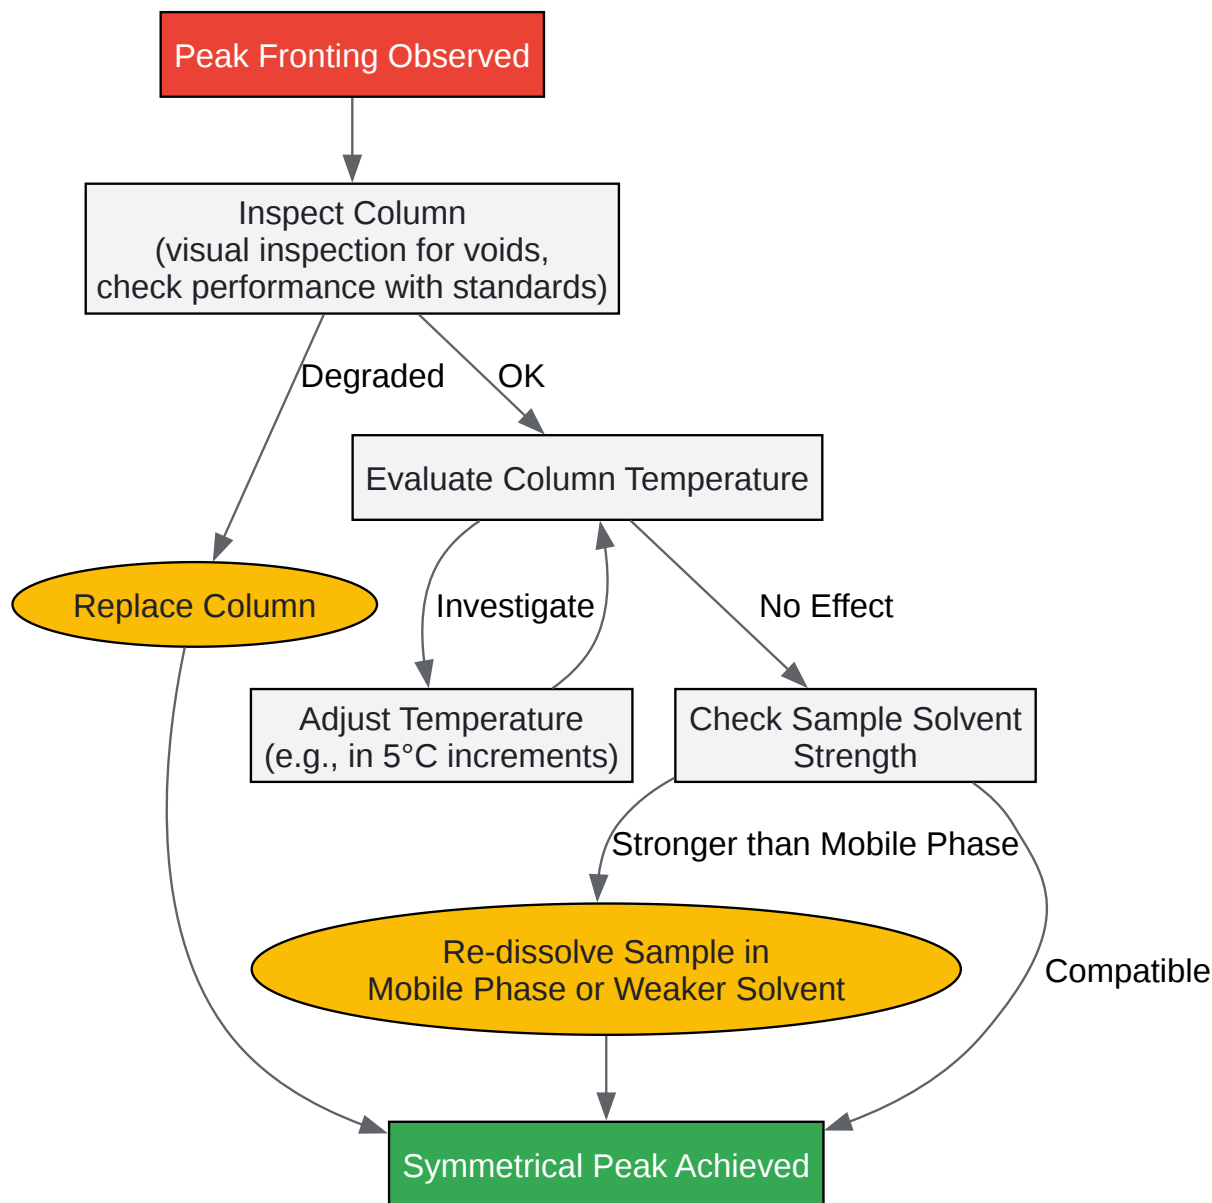 Peak Fronting Observed
Inspect Column
(visual inspection for voids,
check performance with standards)
Degraded
OK
Evaluate Column Temperature
Replace Column
Investigate
No Effect
Adjust Temperature
(e.g., in 5°C increments)
Check Sample Solvent
Strength
Stronger than Mobile Phase
Re-dissolve Sample in
Mobile Phase or Weaker Solvent
Compatible
Symmetrical Peak Achieved